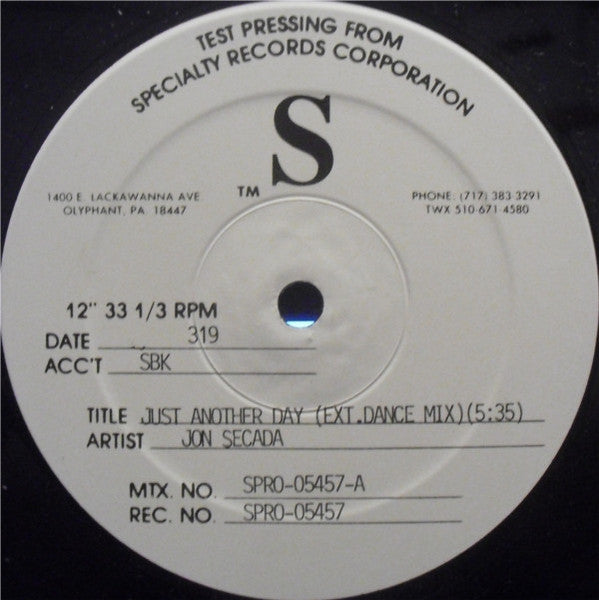 TEST PRESSING FROM
SPECIALTY RECORDS CORPORATION
S
TM
1400 E. LACKAWANNA AVE.
OLYPHANT, PA. 18447
PHONE: (717) 383 3291
TWX 510-671-4580
12" 33 1/3 RPM
DATE 319
ACC'T SBK
TITLE JUST ANOTHER DAY (EXT.DANCE MIX)(5:35)
ARTIST JON SECADA
MTX. NO. SPRO-05457-A
REC. NO. SPRO-05457